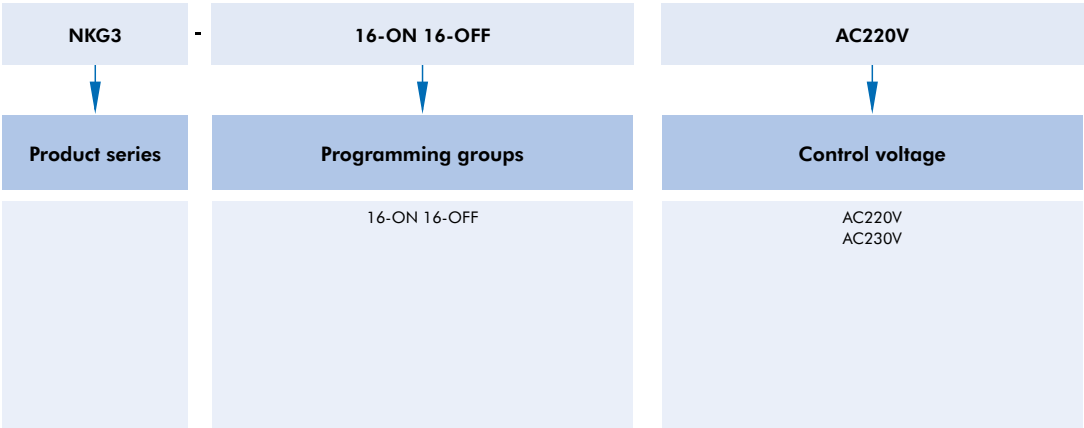 NKG3 - 16-ON 16-OFF AC220V
Product series Programming groups Control voltage
16-ON 16-OFF AC220V
AC230V